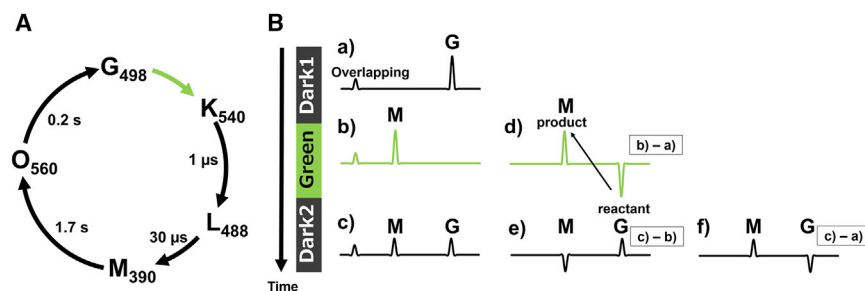 A
G498
K540
L488
M390
O560
1 µs
30 µs
1.7 s
0.2 s
B
Dark1
Green
Dark2
Time
a)
Overlapping
G
b)
M
c)
M G
d)
M
product
reactant
b) – a)
e)
M G
c) – b)
f)
M G
c) – a)